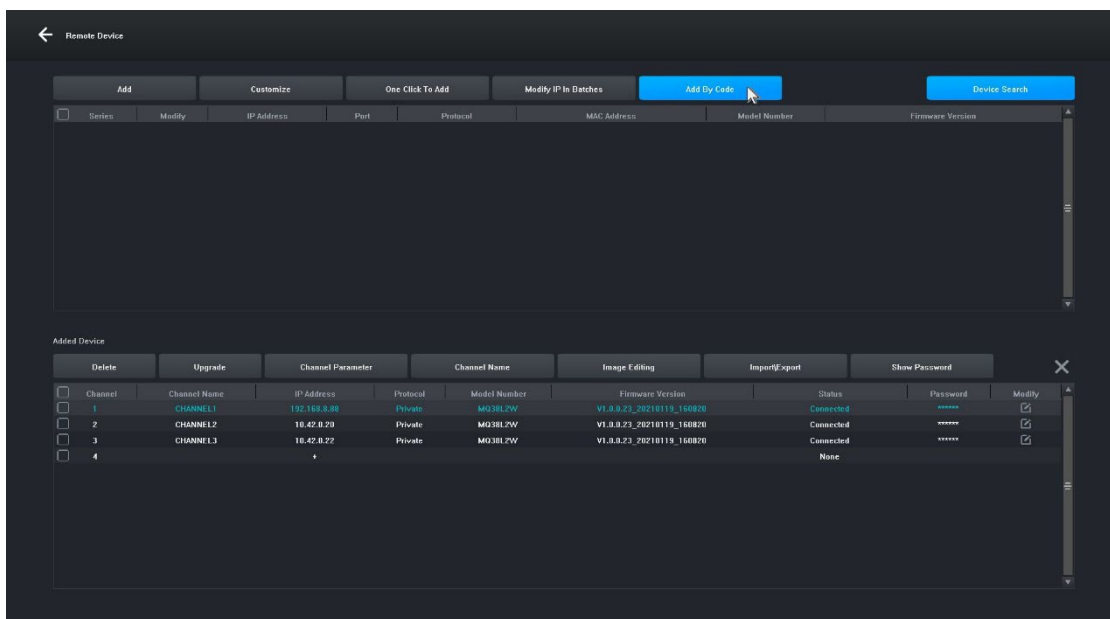 Remote Device
Add Customize One Click To Add Modify IP In Batches Add By Code Device Search
Series Modify IP Address Port Protocol MAC Address Model Number Firmware Version
Added Device
Delete Upgrade Channel Parameter Channel Name Image Editing Import/Export Show Password
Channel Channel Name IP Address Protocol Model Number Firmware Version Status Password Modify
1 CHANNEL1 192.168.8.88 Private MQ38L2W V1.0.0.23_20210119_160820 Connected ******
2 CHANNEL2 10.42.0.20 Private MQ38L2W V1.0.0.23_20210119_160820 Connected ******
3 CHANNEL3 10.42.0.22 Private MQ38L2W V1.0.0.23_20210119_160820 Connected ******
4 + None